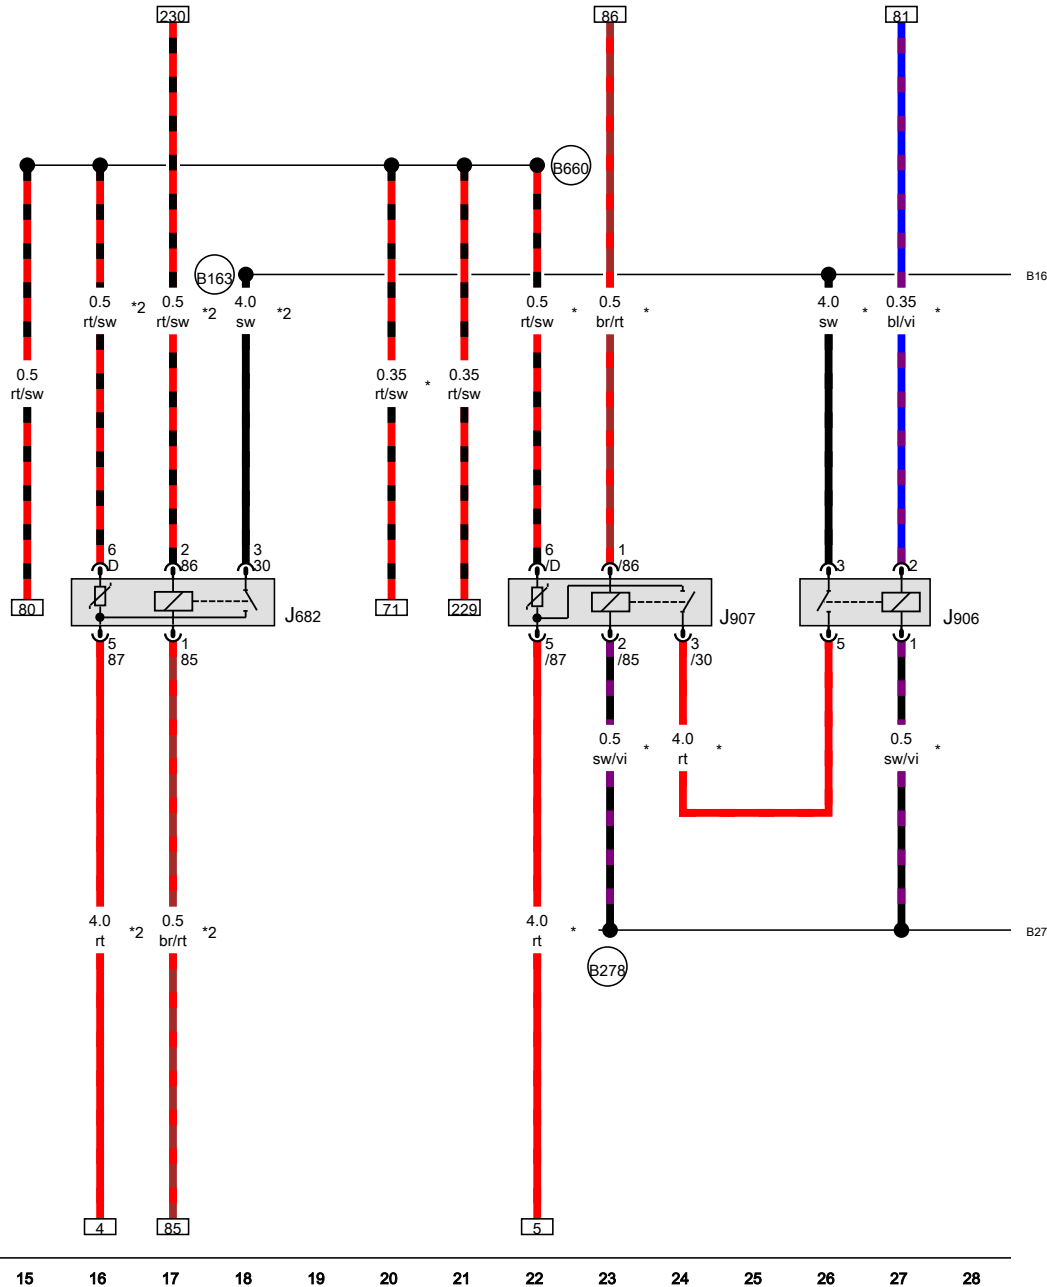 230
86
81
B660
B163
B16
0.5
rt/sw
*2
0.5
rt/sw
*2
4.0
sw
*2
0.5
rt/sw
*
0.5
br/rt
*
4.0
sw
*
0.35
bl/vi
*
0.5
rt/sw
0.35
rt/sw
*
0.35
rt/sw
6
D
2
86
3
30
6
/D
1
/86
3
2
80
J682
71
229
J907
J906
5
87
1
85
5
/87
2
/85
3
/30
5
1
0.5
sw/vi
*
4.0
rt
*
0.5
sw/vi
*
4.0
rt
*2
0.5
br/rt
*2
4.0
rt
*
B27
B278
4
85
5
15 16 17 18 19 20 21 22 23 24 25 26 27 28